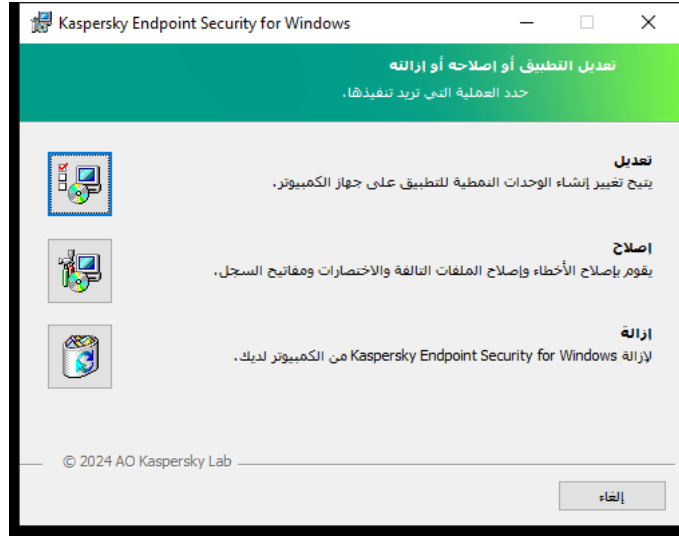 Kaspersky Endpoint Security for Windows
تعديل التطبيق أو إصلاحه أو إزالته
حدد العملية التي تريد تنفيذها.
تعديل
يتيح تغيير إنشاء الوحدات النمطية للتطبيق على جهاز الكمبيوتر.
إصلاح
يقوم بإصلاح الأخطاء وإصلاح الملفات التالفة والاختصارات ومفاتيح السجل.
إزالة
لإزالة Kaspersky Endpoint Security for Windows من الكمبيوتر لديك.
© 2024 AO Kaspersky Lab
إلغاء